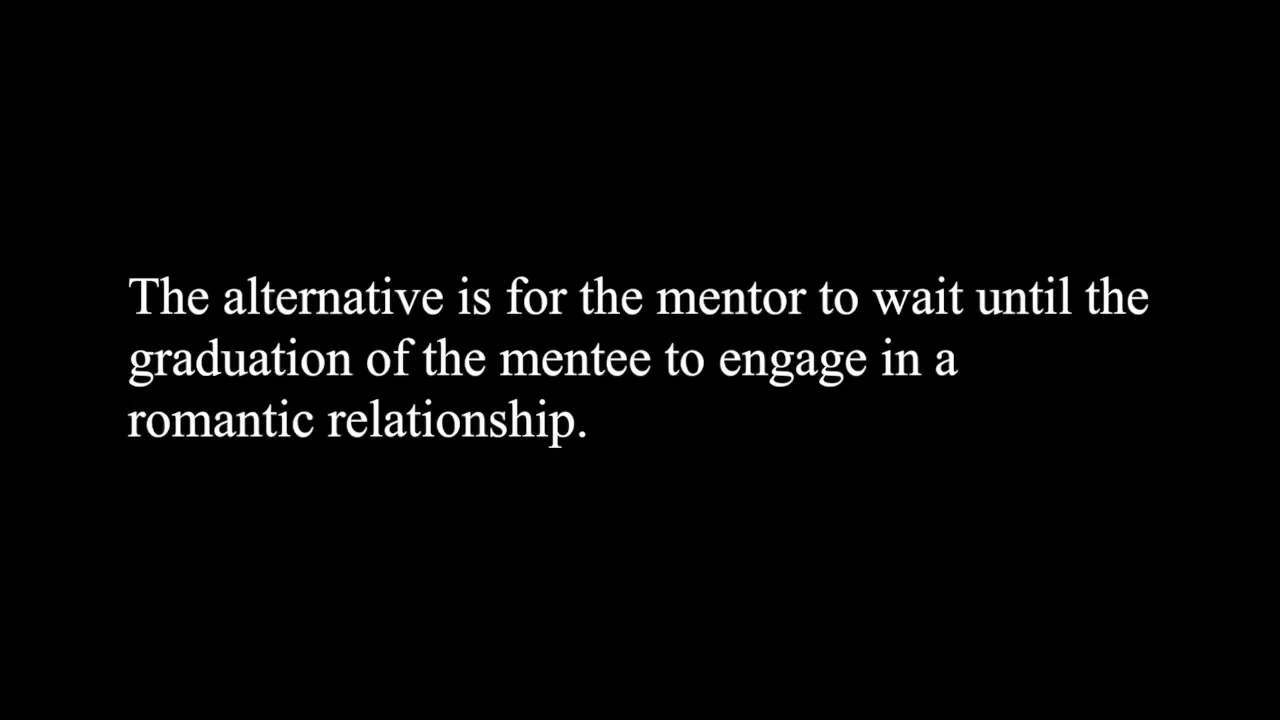 The alternative is for the mentor to wait until the
graduation of the mentee to engage in a
romantic relationship.